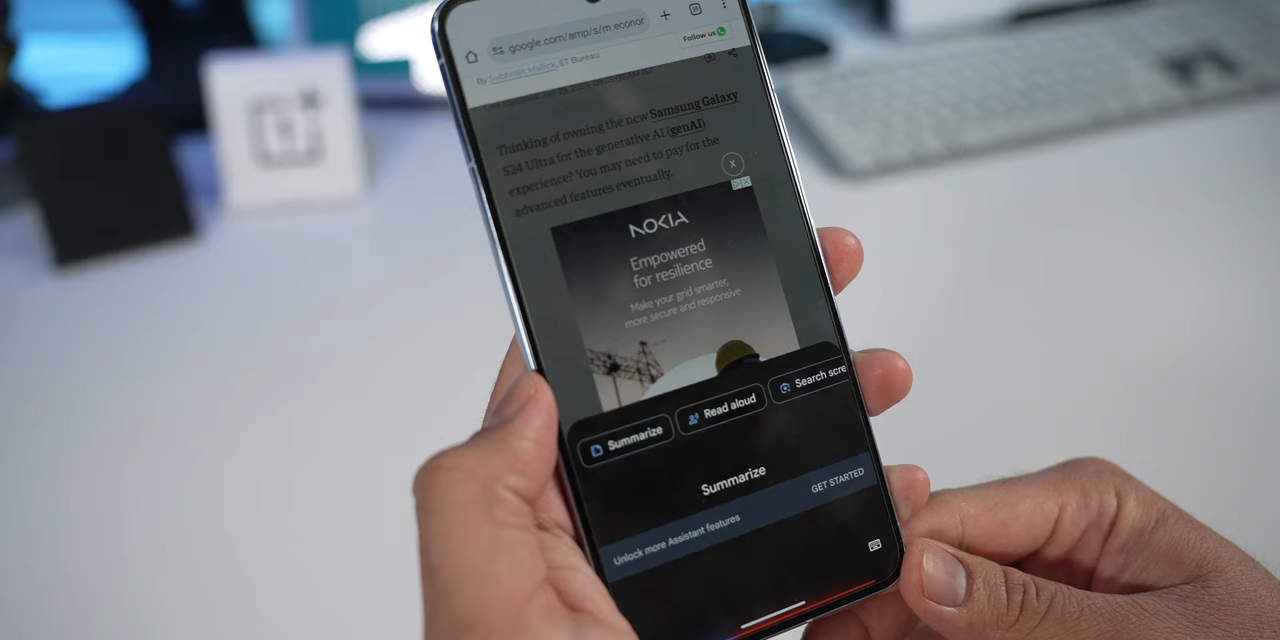 29
google.com/amp/s/m.econor
Follow us
By Subhrojit Mallick, ET Bureau
Thinking of owning the new Samsung Galaxy
S24 Ultra for the generative AI (genAI)
experience? You may need to pay for the
advanced features eventually.
X
NOKIA
Empowered
for resilience
Make your grid smarter,
more secure and responsive
Summarize
Read aloud
Search scre
Summarize
Unlock more Assistant features
GET STARTED